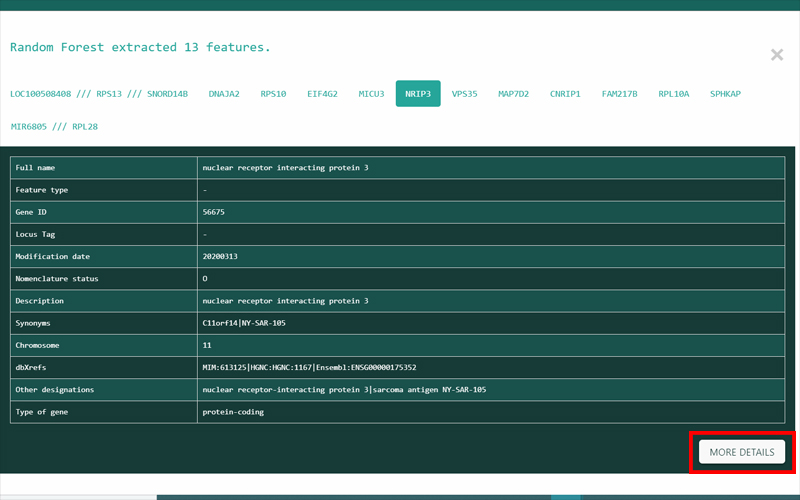 Random Forest extracted 13 features.
×
LOC100508408 /// RPS13 /// SNORD14B DNAJA2 RPS10 EIF4G2 MICU3 NRIP3 VPS35 MAP7D2 CNRIP1 FAM217B RPL10A SPHKAP
MIR6805 /// RPL28
Full name nuclear receptor interacting protein 3
Feature type -
Gene ID 56675
Locus Tag -
Modification date 20200313
Nomenclature status O
Description nuclear receptor interacting protein 3
Synonyms C11orf14|NY-SAR-105
Chromosome 11
dbXrefs MIM:613125|HGNC:HGNC:1167|Ensembl:ENSG00000175352
Other designations nuclear receptor-interacting protein 3|sarcoma antigen NY-SAR-105
Type of gene protein-coding
MORE DETAILS